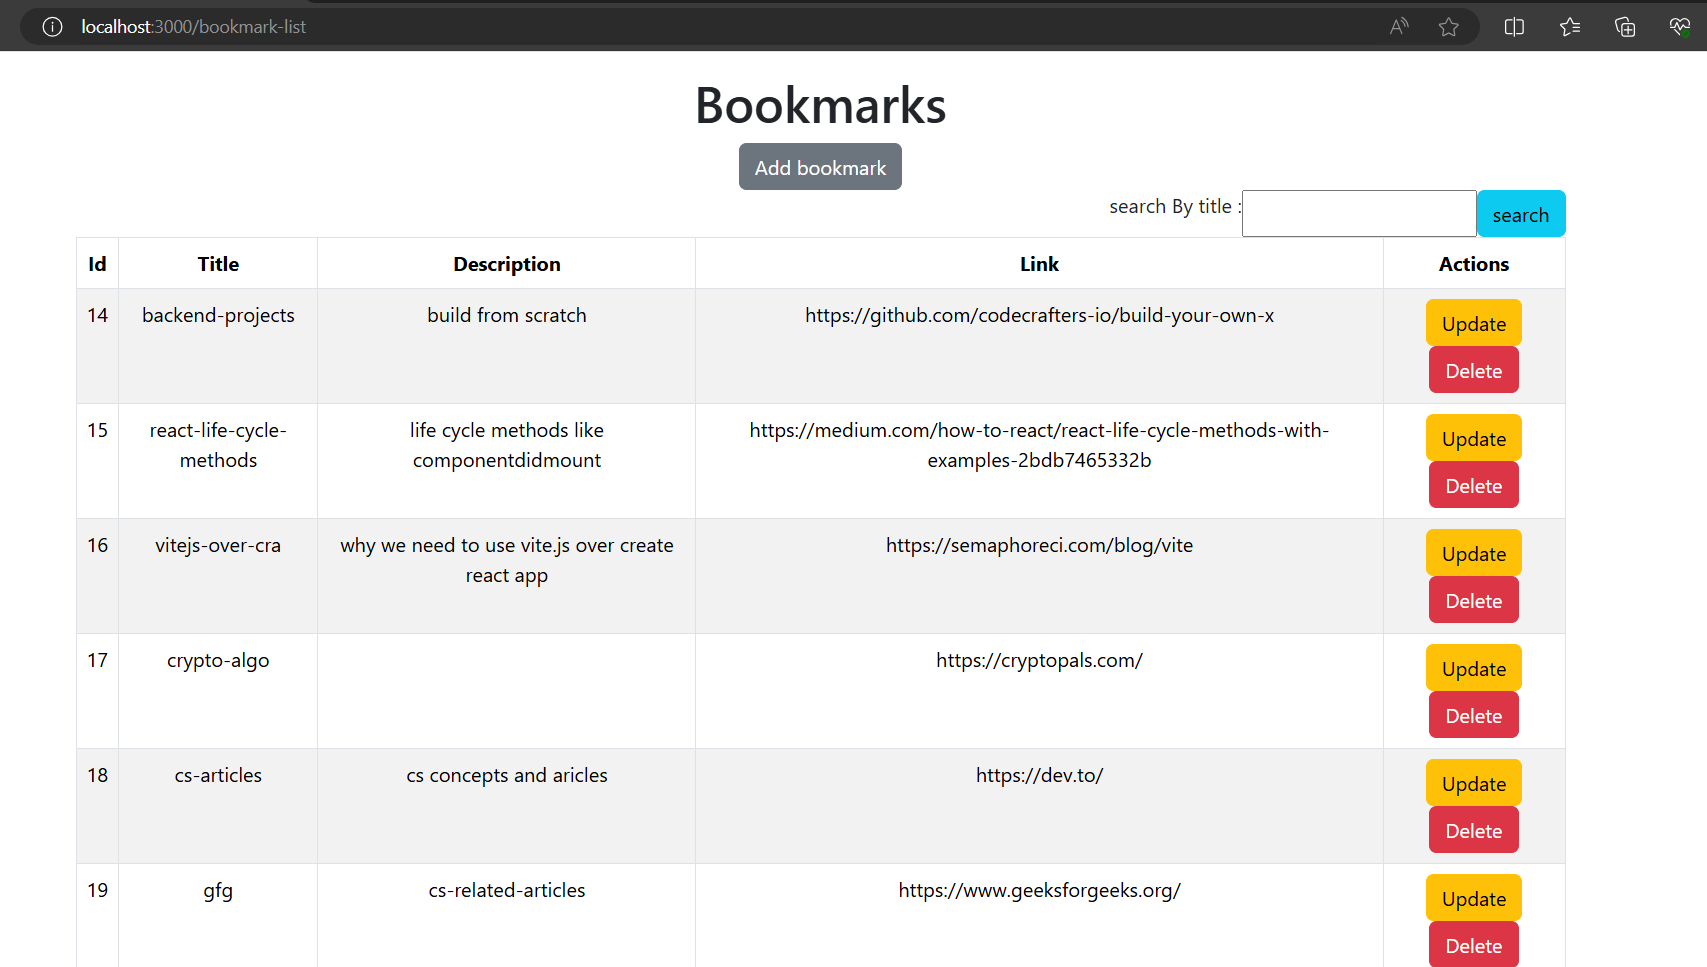 localhost:3000/bookmark-list
Bookmarks
Add bookmark
search By title : search
Id Title Description Link Actions
14 backend-projects build from scratch https://github.com/codecrafters-io/build-your-own-x Update
Delete
15 react-life-cycle- life cycle methods like https://medium.com/how-to-react/react-life-cycle-methods-with- Update
methods componentdidmount examples-2bdb7465332b
Delete
16 vitejs-over-cra why we need to use vite.js over create https://semaphoreci.com/blog/vite Update
react app
Delete
17 crypto-algo https://cryptopals.com/ Update
Delete
18 cs-articles cs concepts and aricles https://dev.to/ Update
Delete
19 gfg cs-related-articles https://www.geeksforgeeks.org/ Update
Delete